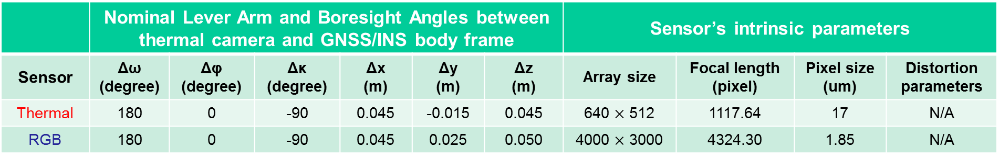 Nominal Lever Arm and Boresight Angles between
thermal camera and GNSS/INS body frame
Sensor's intrinsic parameters
Sensor Δω (degree) Δφ (degree) Δκ (degree) Δx (m) Δy (m) Δz (m) Array size Focal length (pixel) Pixel size (um) Distortion parameters
Thermal 180 0 -90 0.045 -0.015 0.045 640 × 512 1117.64 17 N/A
RGB 180 0 -90 0.045 0.025 0.050 4000 × 3000 4324.30 1.85 N/A